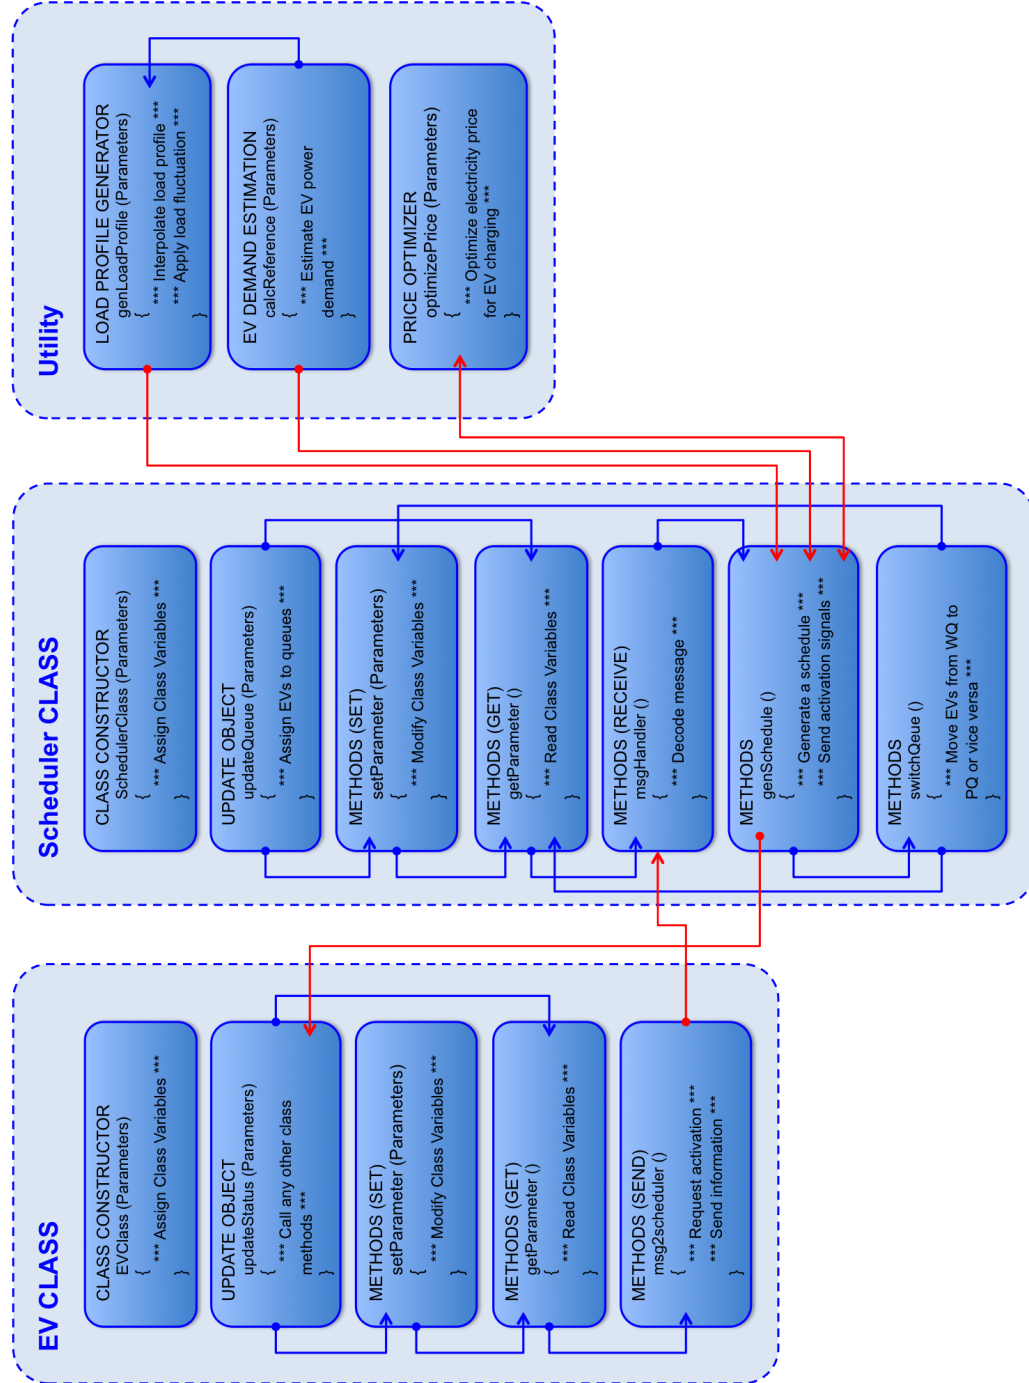 EV CLASS
CLASS CONSTRUCTOR
EVClass (Parameters)
{
*** Assign Class Variables ***
}
UPDATE OBJECT
updateStatus (Parameters)
{
*** Call any other class
methods ***
}
METHODS (SET)
setParameter (Parameters)
{
*** Modify Class Variables ***
}
METHODS (GET)
getParameter ()
{
*** Read Class Variables ***
}
METHODS (SEND)
msg2scheduler ()
{
*** Request activation ***
*** Send information ***
}
Scheduler CLASS
CLASS CONSTRUCTOR
SchedulerClass (Parameters)
{
*** Assign Class Variables ***
}
UPDATE OBJECT
updateQueue (Parameters)
{
*** Assign EVs to queues ***
}
METHODS (SET)
setParameter (Parameters)
{
*** Modify Class Variables ***
}
METHODS (GET)
getParameter ()
{
*** Read Class Variables ***
}
METHODS (RECEIVE)
msgHandler ()
{
*** Decode message ***
}
METHODS
genSchedule ()
{
*** Generate a schedule ***
*** Send activation signals ***
}
METHODS
switchQeue ()
{
*** Move EVs from WQ to
PQ or vice versa ***
}
Utility
LOAD PROFILE GENERATOR
genLoadProfile (Parameters)
{
*** Interpolate load profile ***
*** Apply load fluctuation ***
}
EV DEMAND ESTIMATION
calcReference (Parameters)
{
*** Estimate EV power
demand ***
}
PRICE OPTIMIZER
optimizePrice (Parameters)
{
*** Optimize electricity price
for EV charging ***
}